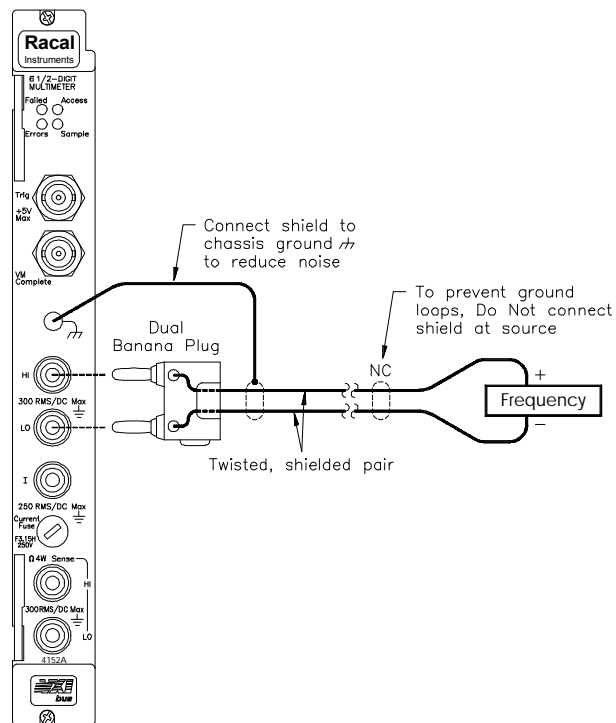 Racal
Instruments
6 1/2-DIGIT
MULTIMETER
Failed Access
Errors Sample
Trig
+5V
Max
VM
Complete
Connect shield to
chassis ground
to reduce noise
To prevent ground
loops, Do Not connect
shield at source
Dual
Banana Plug
NC
HI
300 RMS/DC Max
LO
+
Frequency
−
Twisted, shielded pair
I
250 RMS/DC Max
Current
Fuse
F3.15H
250V
Ω 4W Sense
HI
300RMS/DC Max
LO
4152A
VXI
bus